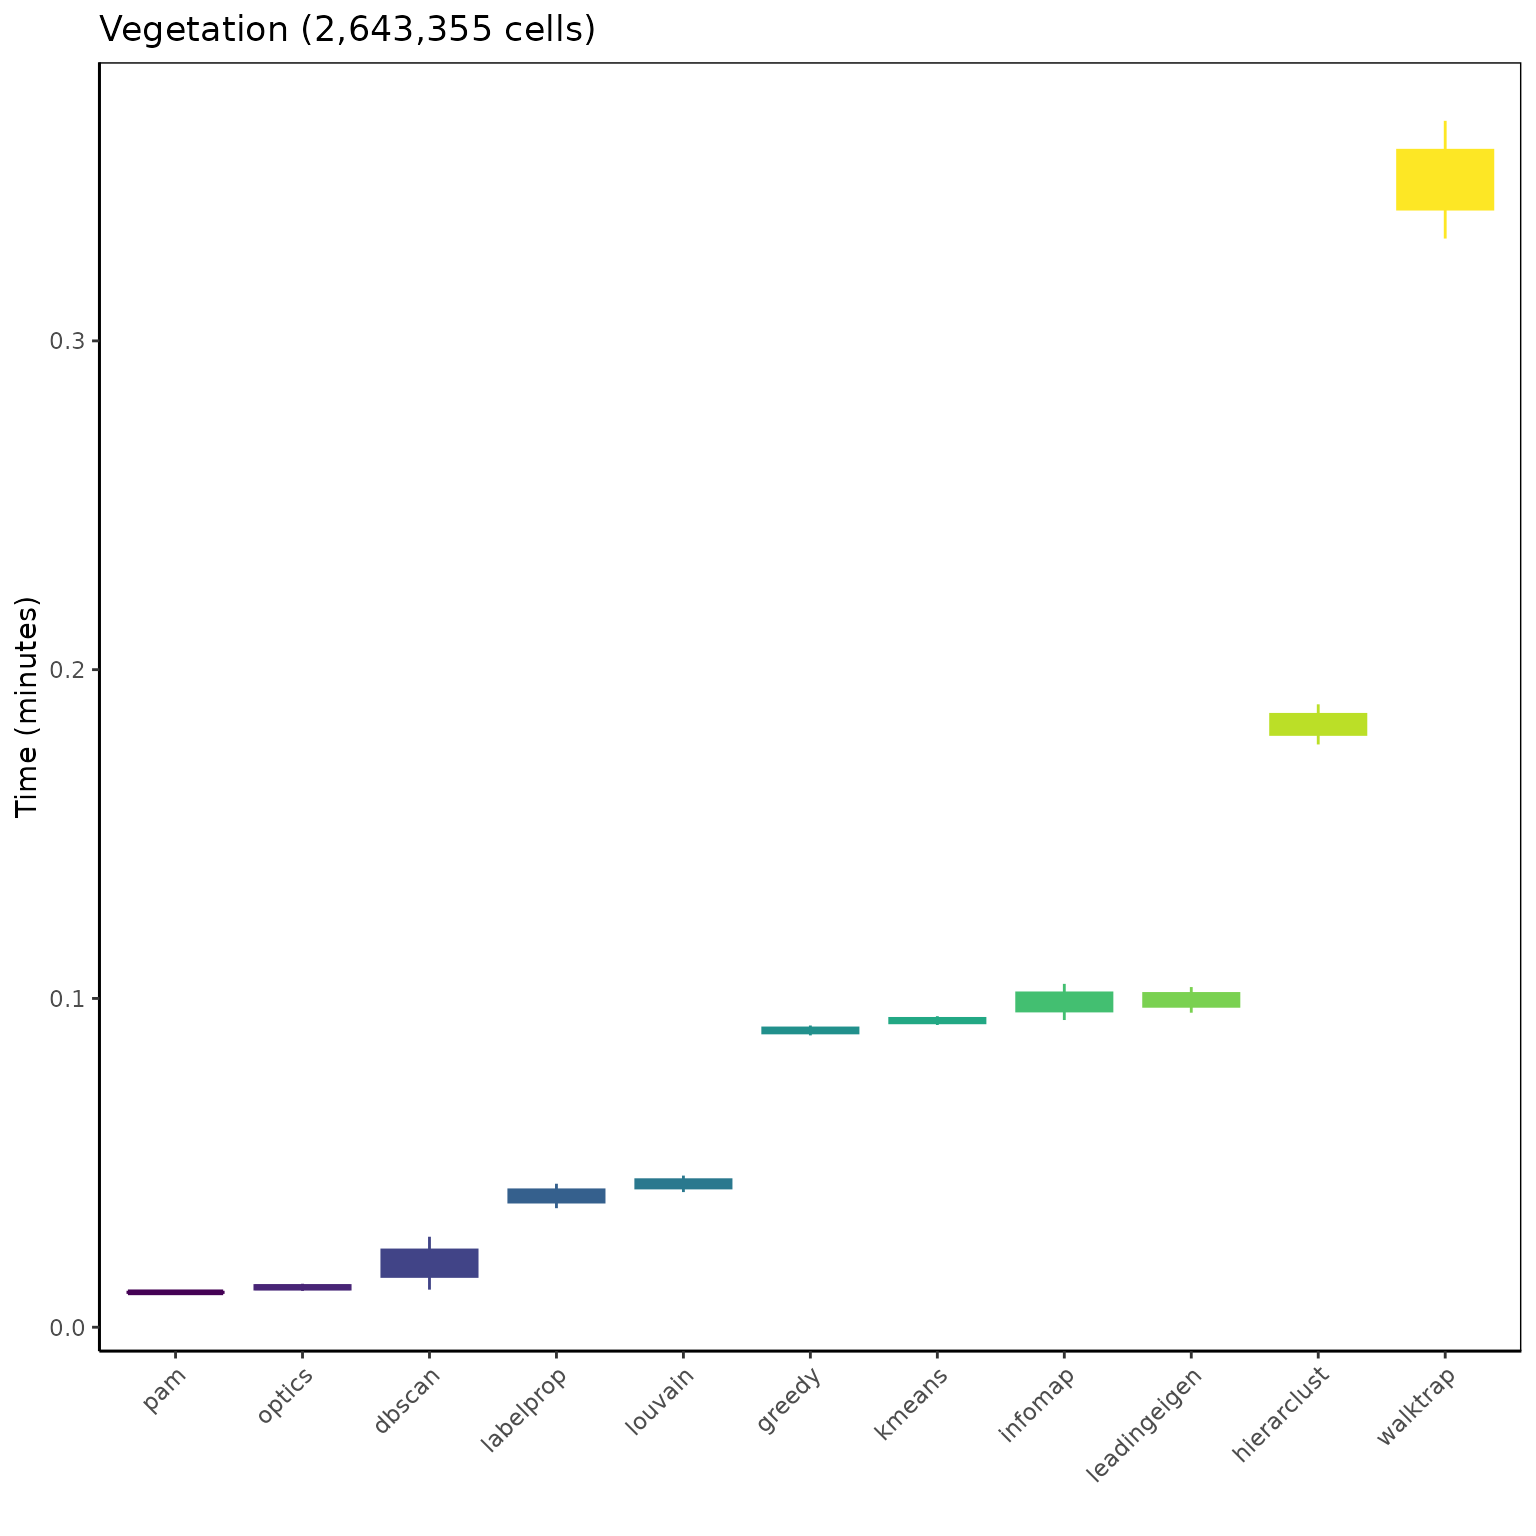 Vegetation (2,643,355 cells)
Time (minutes)
0.3
0.2
0.1
0.0
pam
optics
dbscan
labelprop
louvain
greedy
kmeans
infomap
leadingeigen
hierarclust
walktrap